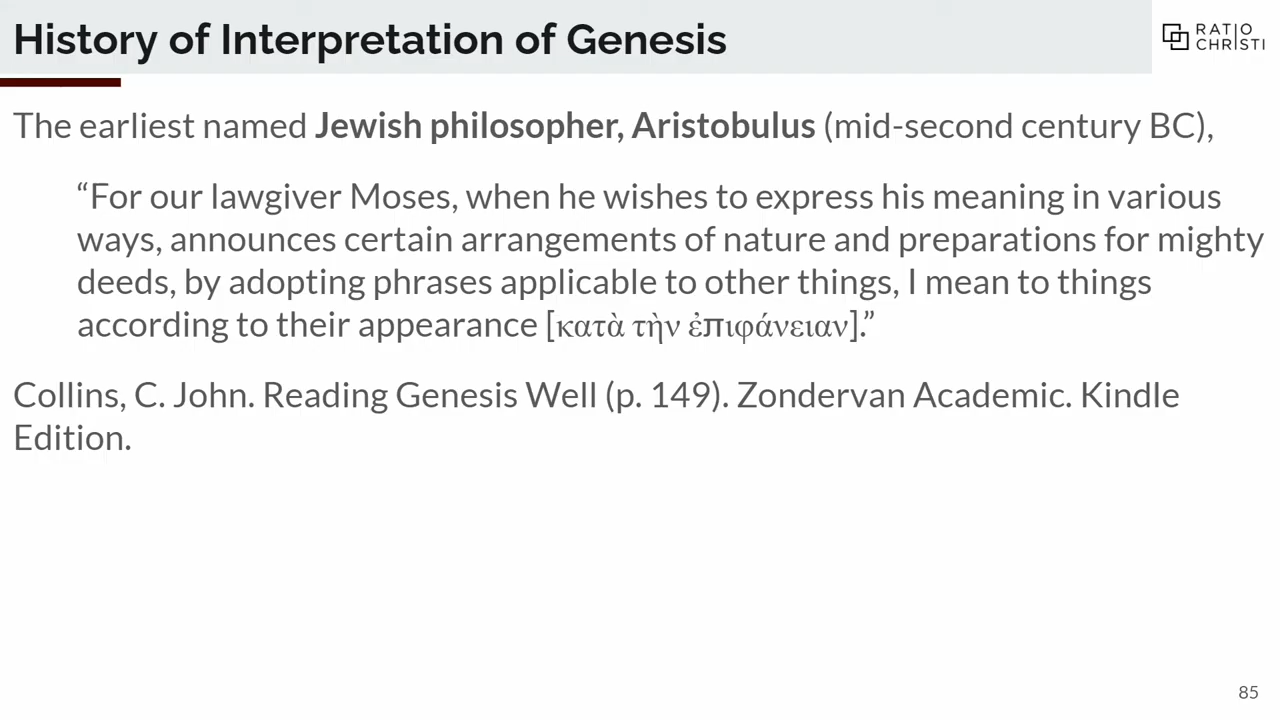 History of Interpretation of Genesis
RATIO
CHRISTI
The earliest named Jewish philosopher, Aristobulus (mid-second century BC),
“For our lawgiver Moses, when he wishes to express his meaning in various
ways, announces certain arrangements of nature and preparations for mighty
deeds, by adopting phrases applicable to other things, I mean to things
according to their appearance [κατὰ τὴν ἐπιφάνειαν].”
Collins, C. John. Reading Genesis Well (p. 149). Zondervan Academic. Kindle
Edition.
85